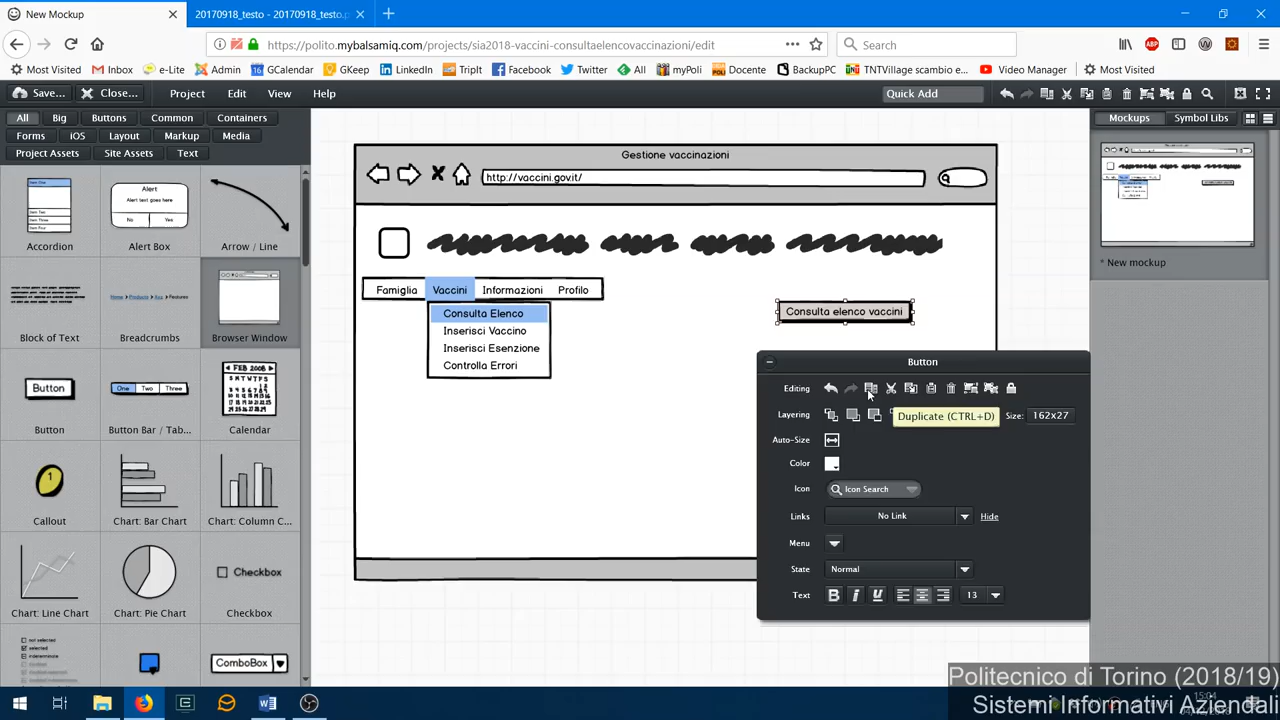 New Mockup
20170918_testo - 20170918_testo.p
https://polito.mybalsamiq.com/projects/sia2018-vaccini-consultaelencovaccinazioni/edit
Search
Most Visited
Inbox
e-Lite
Admin
GCalendar
GKeep
LinkedIn
TripIt
Facebook
Twitter
All
myPoli
Docente
BackupPC
TNTVillage scambio e...
Video Manager
Most Visited
Save...
Close...
Project
Edit
View
Help
Quick Add
All
Big
Buttons
Common
Containers
Forms
iOS
Layout
Markup
Media
Project Assets
Site Assets
Text
Mockups
Symbol Libs
Accordion
Alert
Alert text goes here
No
Yes
Alert Box
Arrow / Line
Block of Text
Breadcrumbs
Browser Window
Button
Button
One
Two
Three
Button Bar / Tab...
FEB 2008
Calendar
1
Callout
Chart: Bar Chart
Chart: Column C...
Chart: Line Chart
Chart: Pie Chart
Checkbox
Checkbox
ComboBox
Gestione vaccinazioni
http://vaccini.gov.it/
Famiglia
Vaccini
Informazioni
Profilo
Consulta Elenco
Inserisci Vaccino
Inserisci Esenzione
Controlla Errori
Consulta elenco vaccini
* New mockup
Button
Editing
Layering
Duplicate (CTRL+D)
Size:
162x27
Auto-Size
Color
Icon
Icon Search
Links
No Link
Hide
Menu
State
Normal
Text
B
i
U
13
Politecnico di Torino (2018/19)
Sistemi Informativi Aziendali
15:04